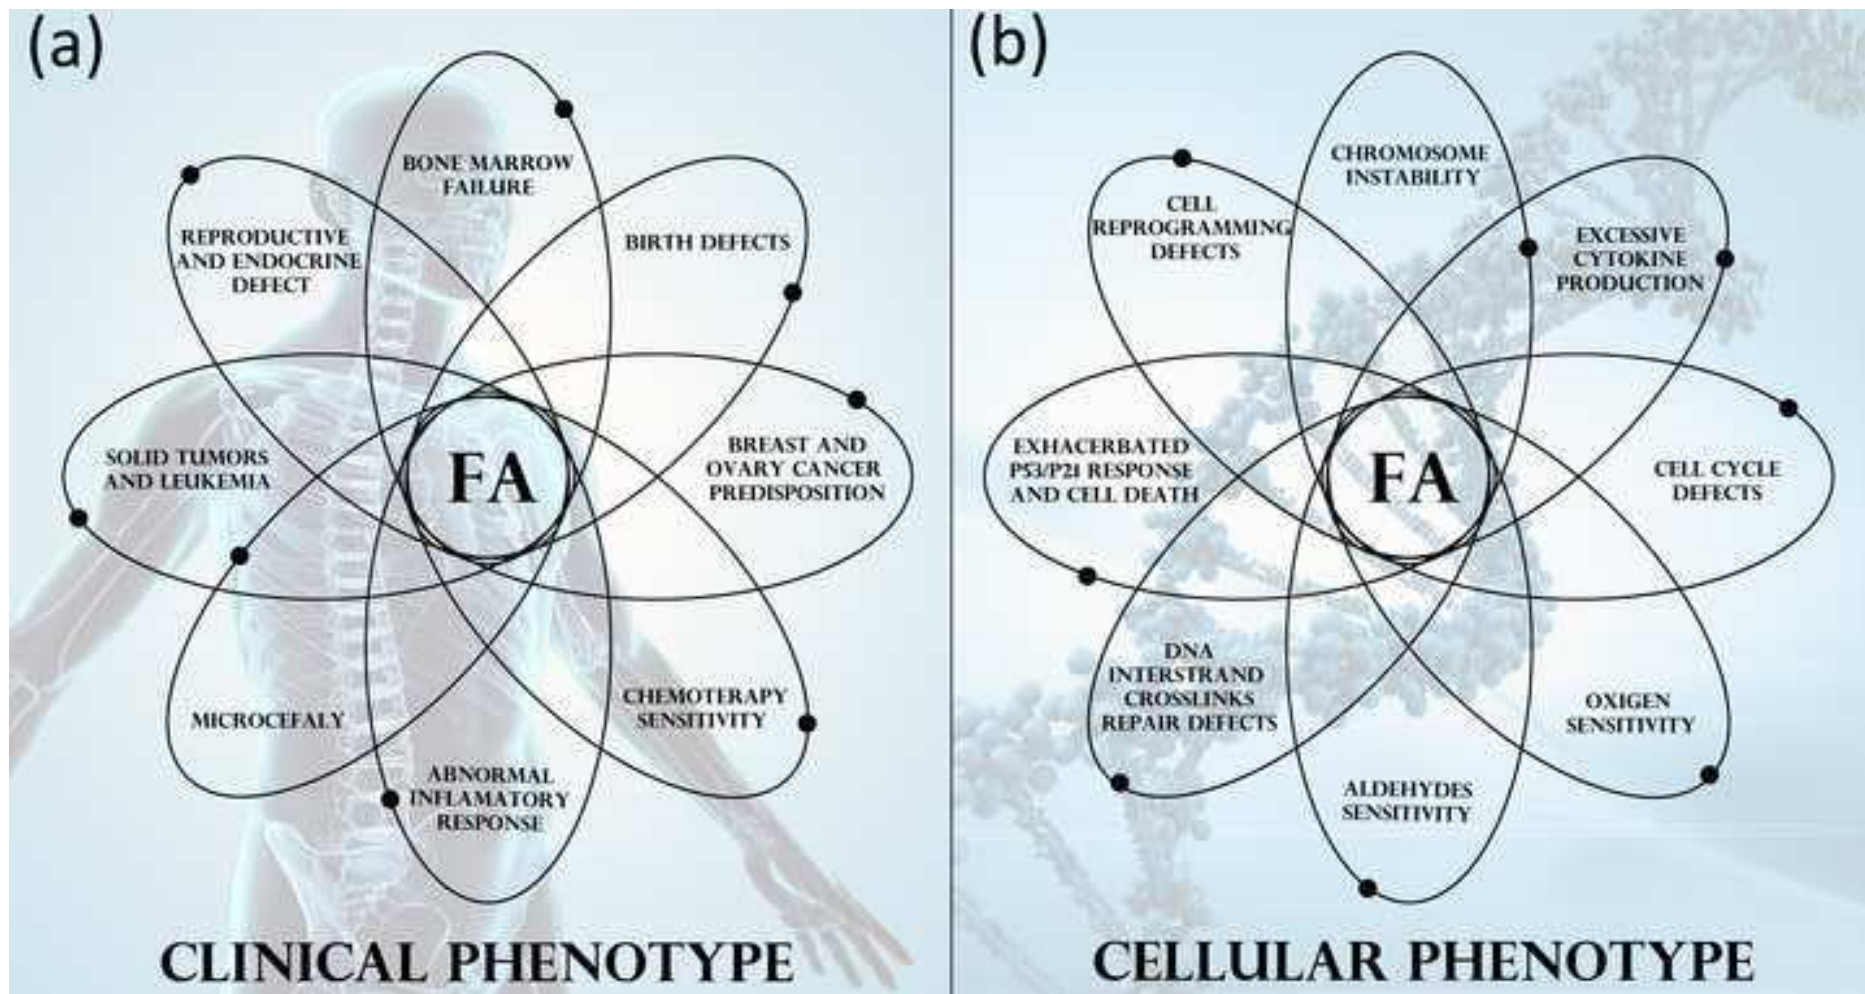 (a)
BONE MARROW
FAILURE
BIRTH DEFECTS
BREAST AND
OVARY CANCER
PREDISPOSITION
CHEMOTERAPY
SENSITIVITY
ABNORMAL
INFLAMATORY
RESPONSE
MICROCEFALY
SOLID TUMORS
AND LEUKEMIA
REPRODUCTIVE
AND ENDOCRINE
DEFECT
FA
CLINICAL PHENOTYPE
(b)
CHROMOSOME
INSTABILITY
EXCESSIVE
CYTOKINE
PRODUCTION
CELL CYCLE
DEFECTS
OXIGEN
SENSITIVITY
ALDEHYDES
SENSITIVITY
DNA
INTERSTRAND
CROSSLINKS
REPAIR DEFECTS
EXHACERBATED
P53/P21 RESPONSE
AND CELL DEATH
CELL
REPROGRAMMING
DEFECTS
FA
CELLULAR PHENOTYPE